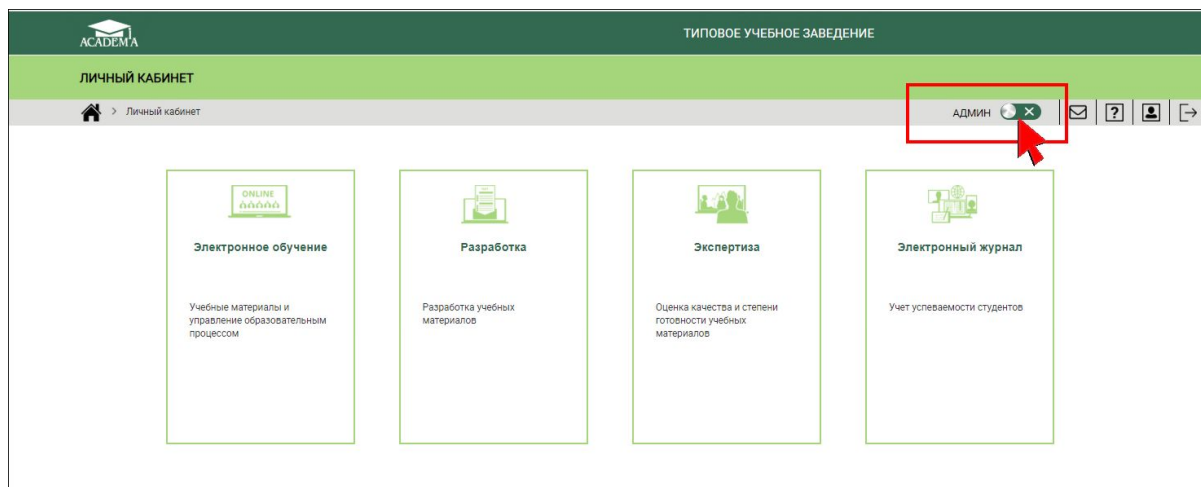 ACADEM'A
ТИПОВОЕ УЧЕБНОЕ ЗАВЕДЕНИЕ
ЛИЧНЫЙ КАБИНЕТ
> Личный кабинет
АДМИН
?
ONLINE
Электронное обучение
Учебные материалы и
управление образовательным
процессом
Разработка
Разработка учебных
материалов
Экспертиза
Оценка качества и степени
готовности учебных
материалов
Электронный журнал
Учет успеваемости студентов